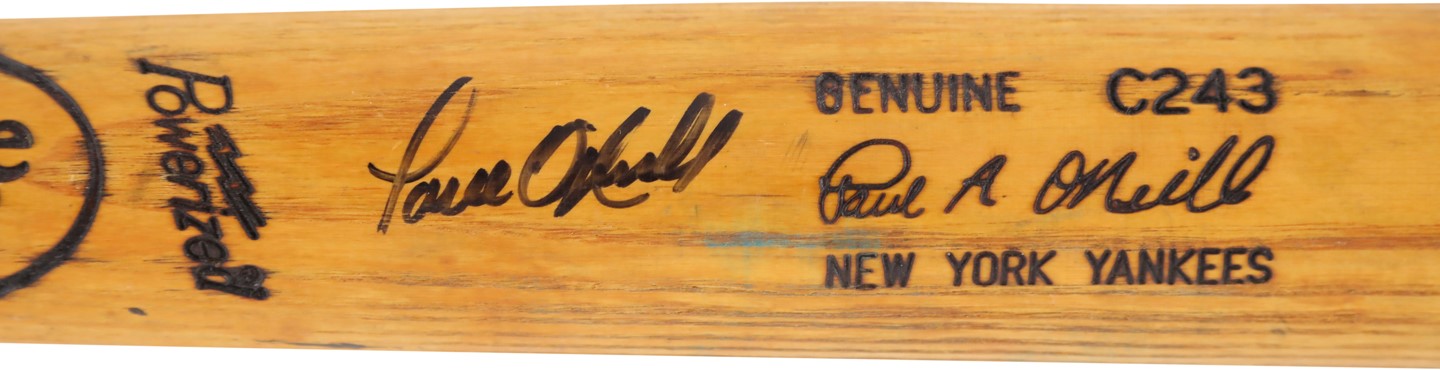 e
Powerized
Paul O'Neill
GENUINE C243
Paul A O'Neill
NEW YORK YANKEES